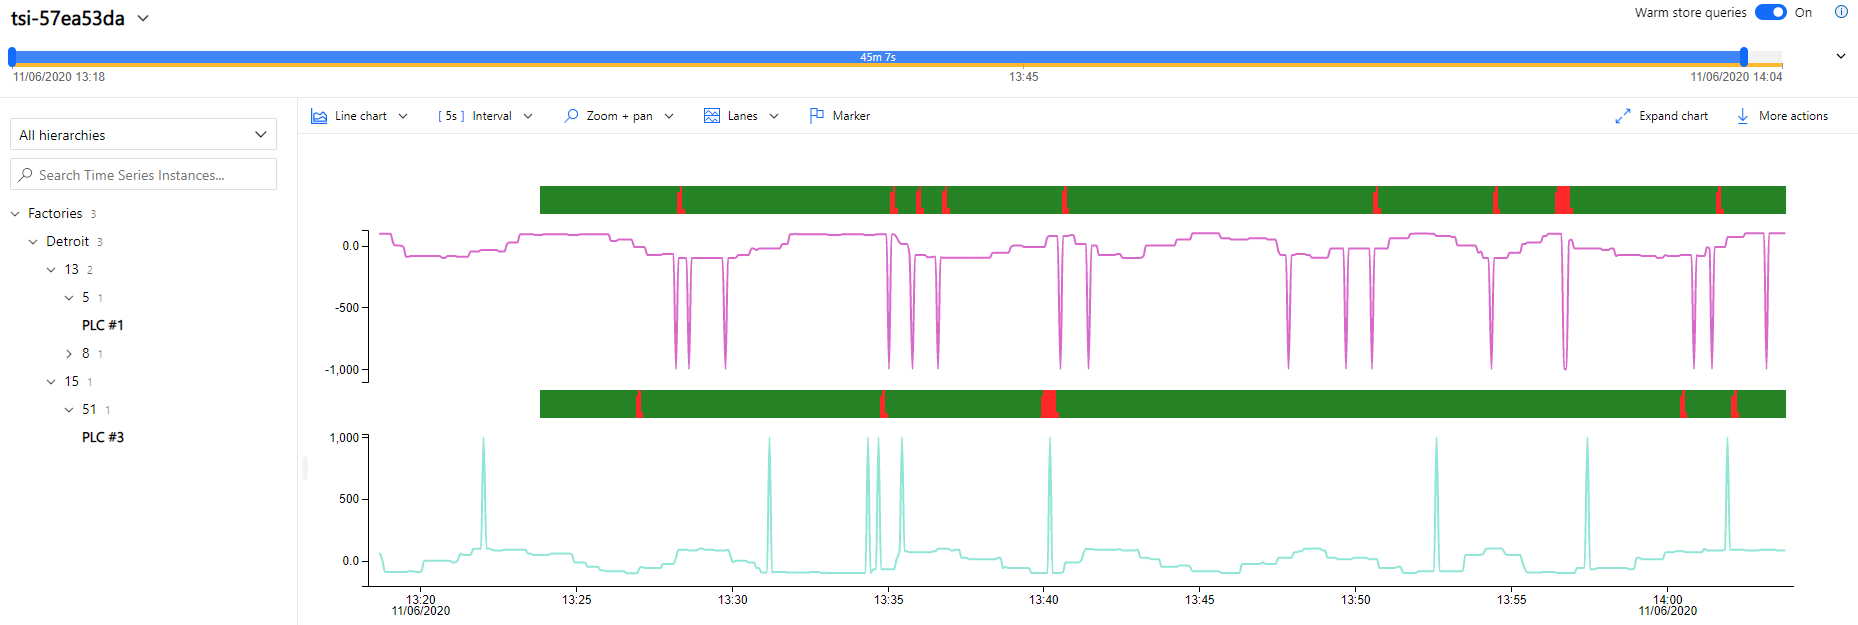 tsi-57ea53da
Warm store queries On
45m 7s
11/06/2020 13:18 13:45 11/06/2020 14:04
All hierarchies
Search Time Series Instances...
Factories 3
Detroit 3
13 2
5 1
PLC #1
8 1
15 1
51 1
PLC #3
Line chart [ 5s ] Interval Zoom + pan Lanes Marker Expand chart More actions
0.0
-500
-1,000
1,000
500
0.0
13:20 13:25 13:30 13:35 13:40 13:45 13:50 13:55 14:00
11/06/2020 11/06/2020